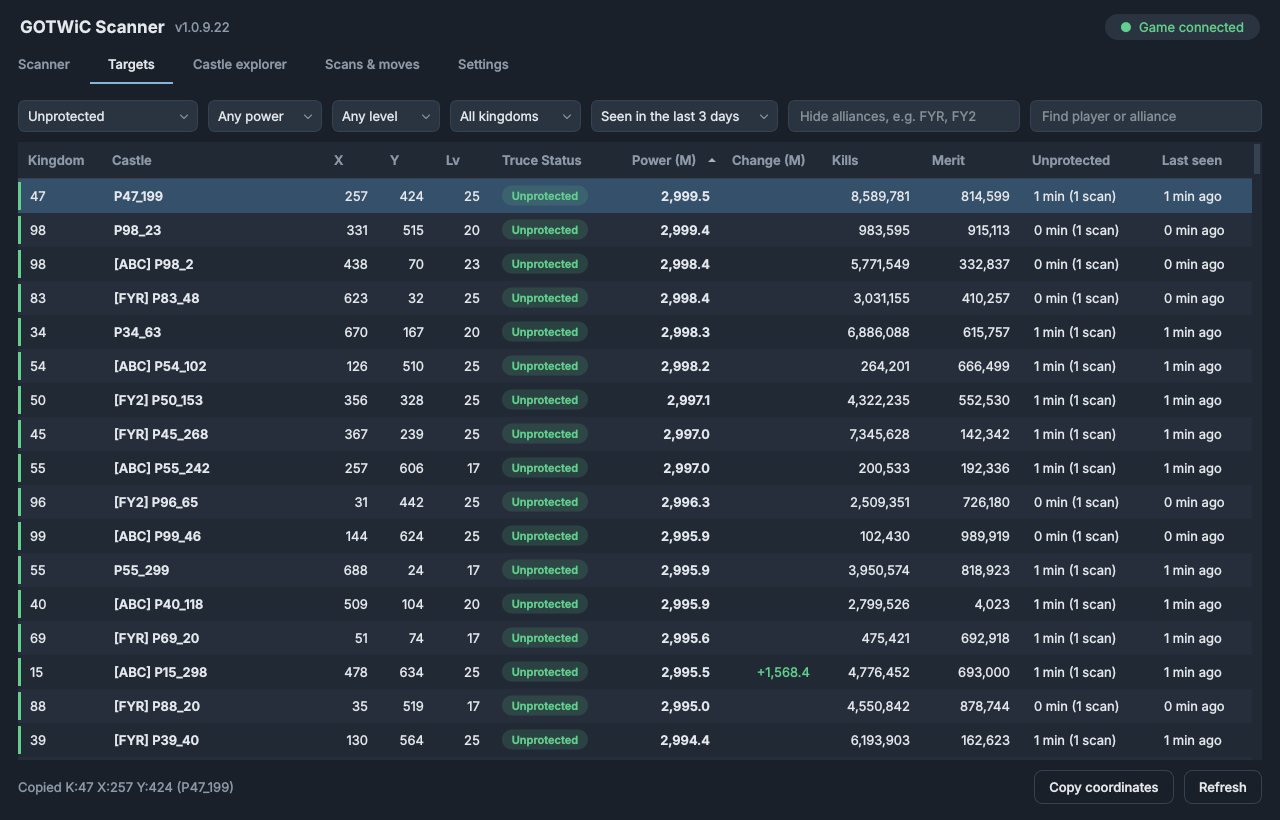 GOTWiC Scanner v1.0.9.22 Game connected
Scanner Targets Castle explorer Scans & moves Settings
Unprotected Any power Any level All kingdoms Seen in the last 3 days Hide alliances, e.g. FYR, FY2 Find player or alliance
Kingdom Castle X Y Lv Truce Status Power (M) Change (M) Kills Merit Unprotected Last seen
47 P47_199 257 424 25 Unprotected 2,999.5 8,589,781 814,599 1 min (1 scan) 1 min ago
98 P98_23 331 515 20 Unprotected 2,999.4 983,595 915,113 0 min (1 scan) 0 min ago
98 [ABC] P98_2 438 70 23 Unprotected 2,998.4 5,771,549 332,837 0 min (1 scan) 0 min ago
83 [FYR] P83_48 623 32 25 Unprotected 2,998.4 3,031,155 410,257 0 min (1 scan) 0 min ago
34 P34_63 670 167 20 Unprotected 2,998.3 6,886,088 615,757 1 min (1 scan) 1 min ago
54 [ABC] P54_102 126 510 25 Unprotected 2,998.2 264,201 666,499 1 min (1 scan) 1 min ago
50 [FY2] P50_153 356 328 25 Unprotected 2,997.1 4,322,235 552,530 1 min (1 scan) 1 min ago
45 [FYR] P45_268 367 239 25 Unprotected 2,997.0 7,345,628 142,342 1 min (1 scan) 1 min ago
55 [ABC] P55_242 257 606 17 Unprotected 2,997.0 200,533 192,336 1 min (1 scan) 1 min ago
96 [FY2] P96_65 31 442 25 Unprotected 2,996.3 2,509,351 726,180 0 min (1 scan) 0 min ago
99 [ABC] P99_46 144 624 25 Unprotected 2,995.9 102,430 989,919 0 min (1 scan) 0 min ago
55 P55_299 688 24 17 Unprotected 2,995.9 3,950,574 818,923 1 min (1 scan) 1 min ago
40 [ABC] P40_118 509 104 20 Unprotected 2,995.9 2,799,526 4,023 1 min (1 scan) 1 min ago
69 [FYR] P69_20 51 74 17 Unprotected 2,995.6 475,421 692,918 1 min (1 scan) 1 min ago
15 [ABC] P15_298 478 634 25 Unprotected 2,995.5 +1,568.4 4,776,452 693,000 1 min (1 scan) 1 min ago
88 [FYR] P88_20 35 519 17 Unprotected 2,995.0 4,550,842 878,744 0 min (1 scan) 0 min ago
39 [FYR] P39_40 130 564 25 Unprotected 2,994.4 6,193,903 162,623 1 min (1 scan) 1 min ago
Copied K:47 X:257 Y:424 (P47_199) Copy coordinates Refresh